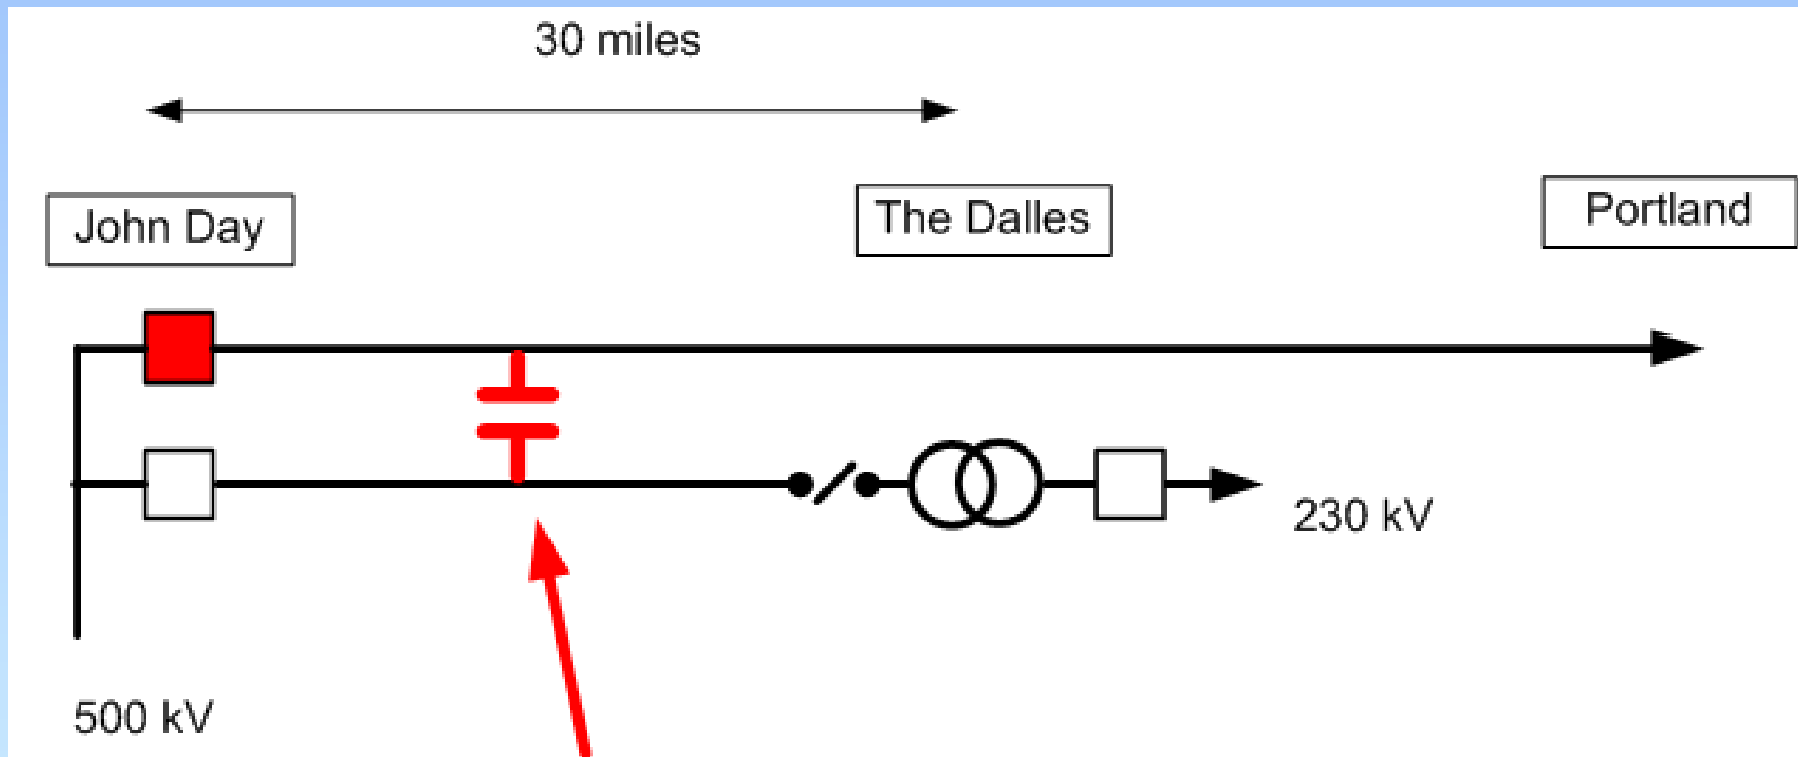 30 miles
John Day
The Dalles
Portland
230 kV
500 kV